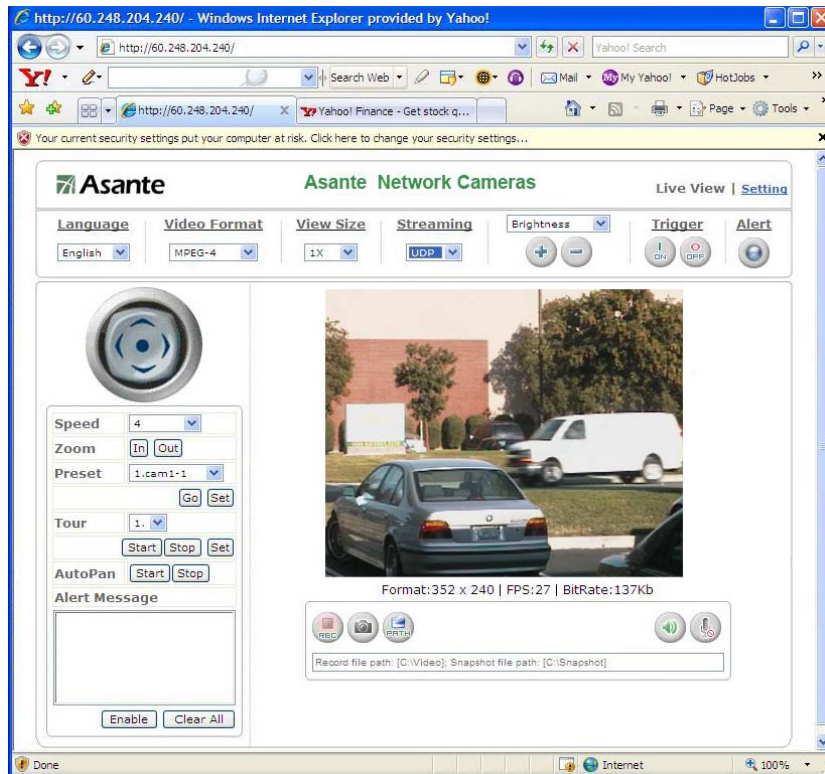 http://60.248.204.240/ - Windows Internet Explorer provided by Yahoo!
http://60.248.204.240/
Yahoo! Search
Y! Search Web Mail My Yahoo! HotJobs »
http://60.248.204.240/ X Yahoo! Finance - Get stock q... Page Tools
Your current security settings put your computer at risk. Click here to change your security settings...
Asante
Asante Network Cameras
Live View | Setting
Language Video Format View Size Streaming Brightness Trigger Alert
English MPEG-4 1X UDP + - ON OFF
Speed 4
Zoom In Out
Preset 1.cam1-1
Go Set
Tour 1.
Start Stop Set
AutoPan Start Stop
Alert Message
Enable Clear All
Format:352 x 240 | FPS:27 | BitRate:137Kb
REC PATH
Record file path: [C:\Video]; Snapshot file path: [C:\Snapshot]
Done Internet 100%